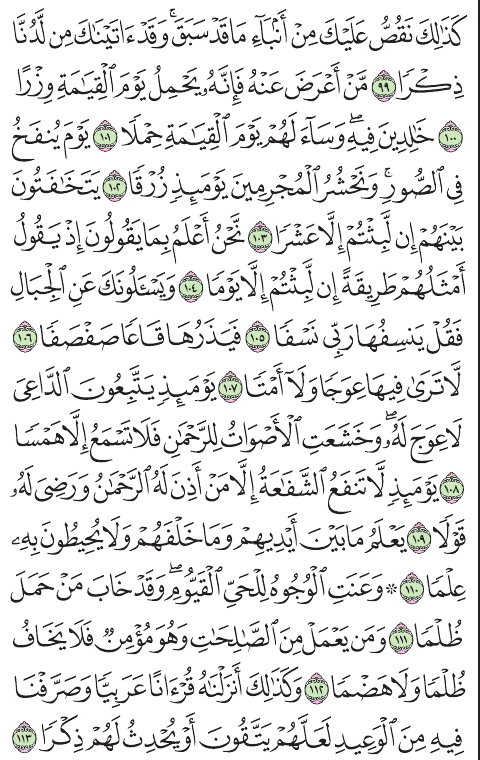 كَذَٰلِكَ نَقُصُّ عَلَيْكَ مِنْ أَنۢبَآءِ مَا قَدْ سَبَقَۚ وَقَدْ ءَاتَيْنَٰكَ مِن لَّدُنَّا
ذِكْرًا ٩٩ مَّنْ أَعْرَضَ عَنْهُ فَإِنَّهُۥ يَحْمِلُ يَوْمَ ٱلْقِيَٰمَةِ وِزْرًا
١٠٠ خَٰلِدِينَ فِيهِۖ وَسَآءَ لَهُمْ يَوْمَ ٱلْقِيَٰمَةِ حِمْلًا ١٠١ يَوْمَ يُنفَخُ
فِى ٱلصُّورِۚ وَنَحْشُرُ ٱلْمُجْرِمِينَ يَوْمَئِذٍ زُرْقًا ١٠٢ يَتَخَٰفَتُونَ
بَيْنَهُمْ إِن لَّبِثْتُمْ إِلَّا عَشْرًا ١٠٣ نَّحْنُ أَعْلَمُ بِمَا يَقُولُونَ إِذْ يَقُولُ
أَمْثَلُهُمْ طَرِيقَةً إِن لَّبِثْتُمْ إِلَّا يَوْمًا ١٠٤ وَيَسْـَٔلُونَكَ عَنِ ٱلْجِبَالِ
فَقُلْ يَنسِفُهَا رَبِّى نَسْفًا ١٠٥ فَيَذَرُهَا قَاعًا صَفْصَفًا ١٠٦
لَّا تَرَىٰ فِيهَا عِوَجًا وَلَآ أَمْتًا ١٠٧ يَوْمَئِذٍ يَتَّبِعُونَ ٱلدَّاعِىَ
لَا عِوَجَ لَهُۥۖ وَخَشَعَتِ ٱلْأَصْوَاتُ لِلرَّحْمَٰنِ فَلَا تَسْمَعُ إِلَّا هَمْسًا
١٠٨ يَوْمَئِذٍ لَّا تَنفَعُ ٱلشَّفَٰعَةُ إِلَّا مَنْ أَذِنَ لَهُ ٱلرَّحْمَٰنُ وَرَضِىَ لَهُۥ
قَوْلًا ١٠٩ يَعْلَمُ مَا بَيْنَ أَيْدِيهِمْ وَمَا خَلْفَهُمْ وَلَا يُحِيطُونَ بِهِۦ
عِلْمًا ١١٠ ۞ وَعَنَتِ ٱلْوُجُوهُ لِلْحَىِّ ٱلْقَيُّومِۖ وَقَدْ خَابَ مَنْ حَمَلَ
ظُلْمًا ١١١ وَمَن يَعْمَلْ مِنَ ٱلصَّٰلِحَٰتِ وَهُوَ مُؤْمِنٌ فَلَا يَخَافُ
ظُلْمًا وَلَا هَضْمًا ١١٢ وَكَذَٰلِكَ أَنزَلْنَٰهُ قُرْءَانًا عَرَبِيًّا وَصَرَّفْنَا
فِيهِ مِنَ ٱلْوَعِيدِ لَعَلَّهُمْ يَتَّقُونَ أَوْ يُحْدِثُ لَهُمْ ذِكْرًا ١١٣